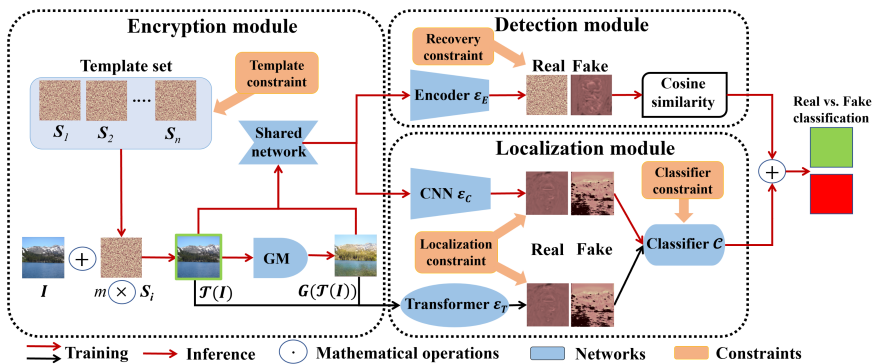 Encryption module
Template set
Template
constraint
S1
S2
....
Sn
Shared
network
I
+
m
×
Si
T(I)
GM
G(T(I))
Detection module
Recovery
constraint
Real Fake
Encoder εE
Cosine
similarity
Localization module
CNN εC
Classifier
constraint
Localization
constraint
Real Fake
Classifier C
Transformer εT
Real vs. Fake
classification
+
Training
Inference
Mathematical operations
Networks
Constraints